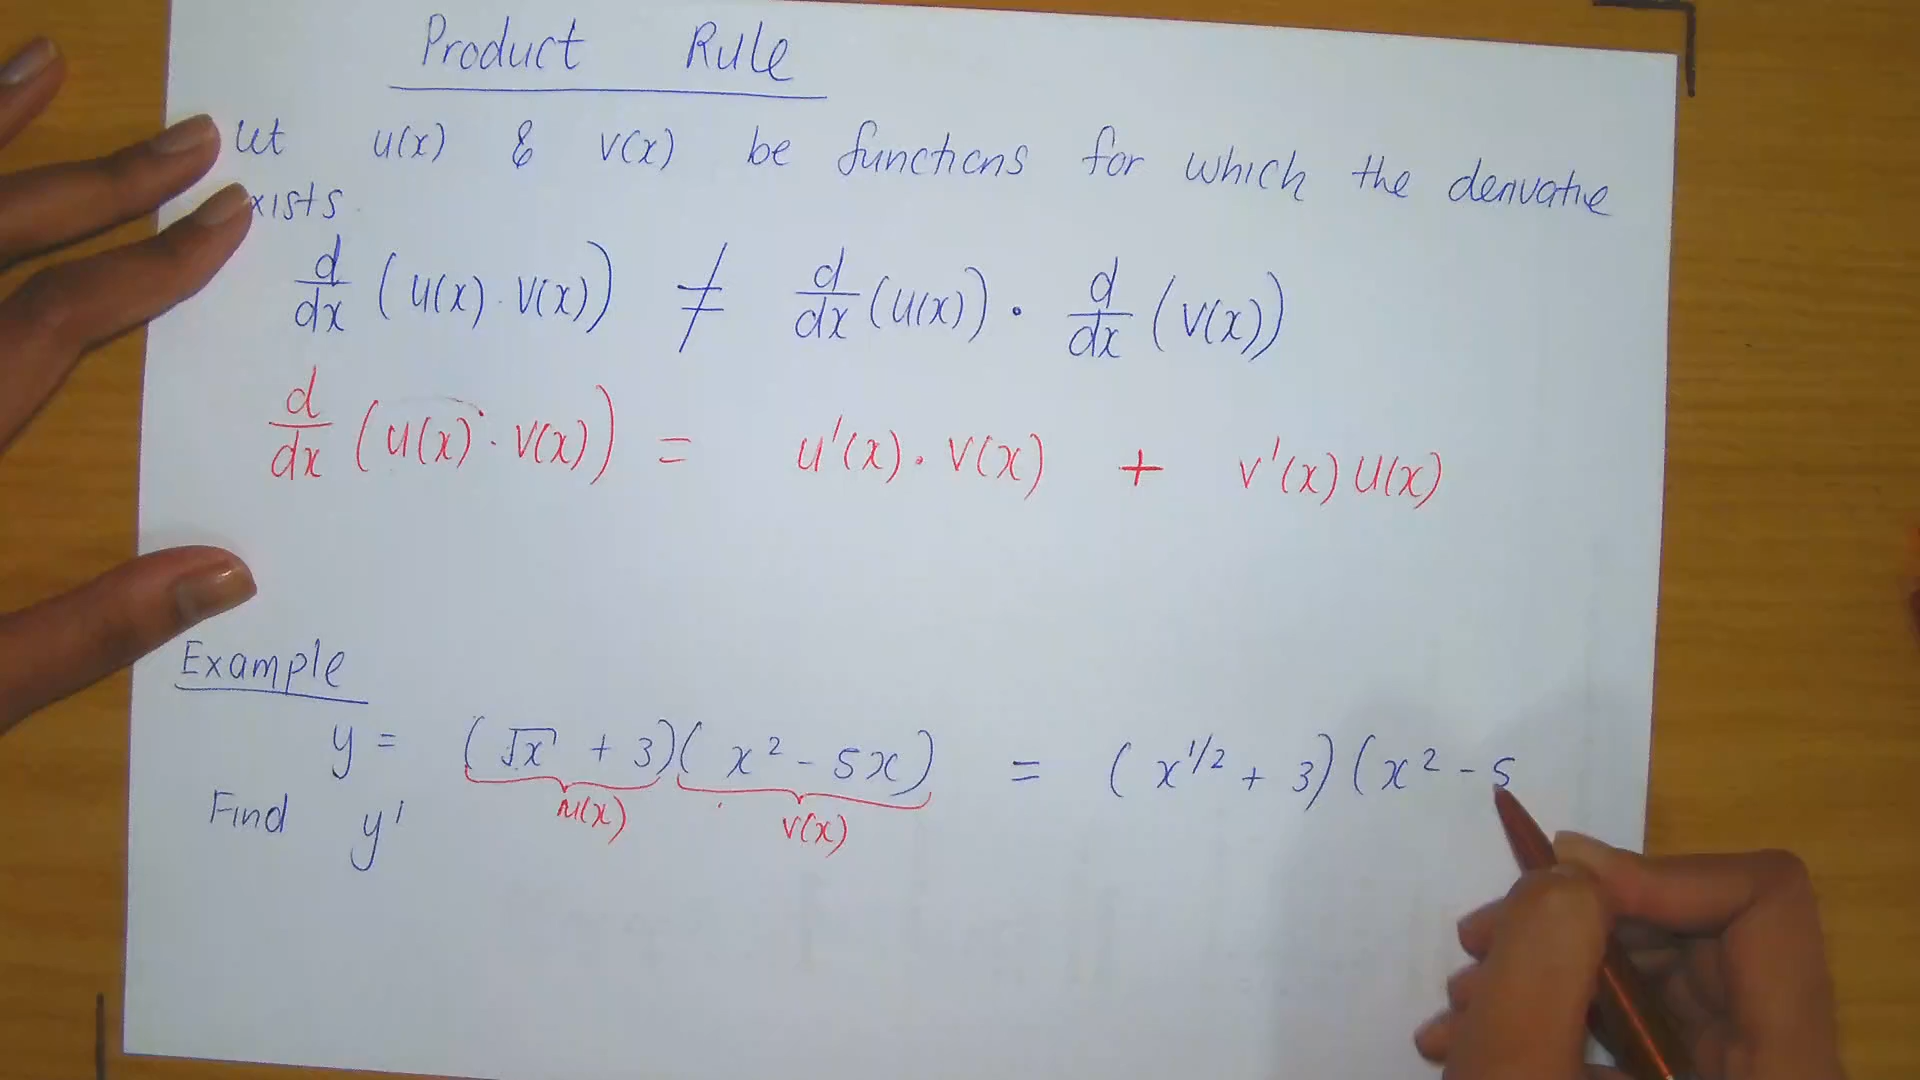 Product Rule
Let u(x) & v(x) be functions for which the derivative
xists
d/dx (u(x) · v(x)) ≠ d/dx (u(x)) · d/dx (v(x))
d/dx (u(x) · v(x)) = u'(x) · v(x) + v'(x) u(x)
Example
y = (√x + 3)(x² - 5x) = (x^1/2 + 3)(x² - 5
u(x) v(x)
Find y'